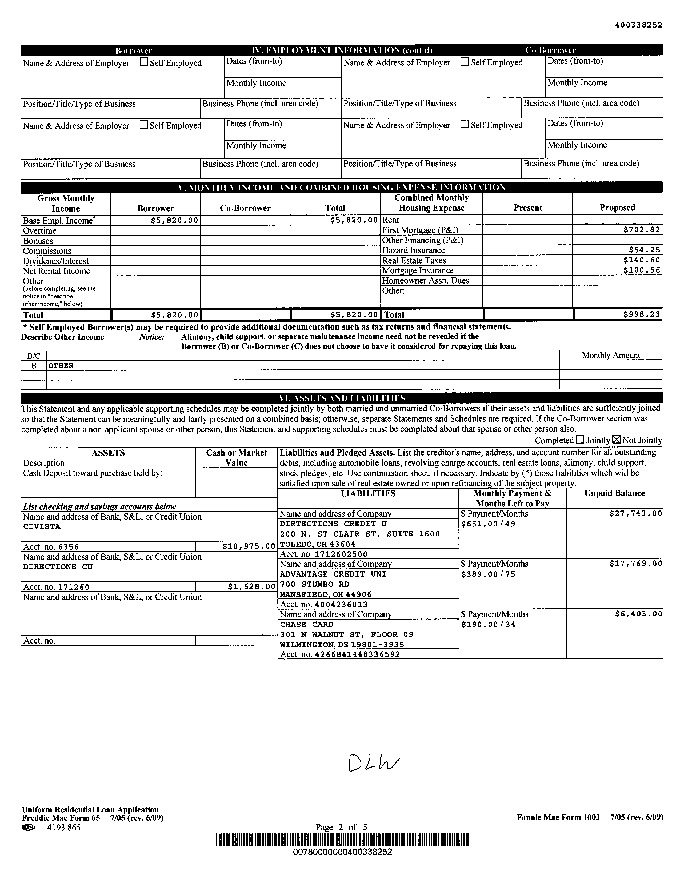 400338252
Borrower IV. EMPLOYMENT INFORMATION (cont'd) Co-Borrower
Name & Address of Employer Self Employed Dates (from-to) Name & Address of Employer Self Employed Dates (from-to)
Monthly Income Monthly Income
Position/Title/Type of Business Business Phone (incl. area code) Position/Title/Type of Business Business Phone (incl. area code)
Name & Address of Employer Self Employed Dates (from-to) Name & Address of Employer Self Employed Dates (from-to)
Monthly Income Monthly Income
Position/Title/Type of Business Business Phone (incl. area code) Position/Title/Type of Business Business Phone (incl. area code)
V. MONTHLY INCOME AND COMBINED HOUSING EXPENSE INFORMATION
Gross Monthly Income Borrower Co-Borrower Total Combined Monthly Housing Expense Present Proposed
Base Empl. Income* $5,820.00 $5,820.00 Rent
Overtime First Mortgage (P&I) $702.82
Bonuses Other Financing (P&I)
Commissions Hazard Insurance $54.25
Dividends/Interest Real Estate Taxes $140.60
Net Rental Income Mortgage Insurance $100.56
Other Homeowner Assn. Dues
(before completing, see the notice in "describe other income," below) Other:
Total $5,820.00 $5,820.00 Total $998.23
* Self Employed Borrower(s) may be required to provide additional documentation such as tax returns and financial statements.
Describe Other Income Notice: Alimony, child support, or separate maintenance income need not be revealed if the
Borrower (B) or Co-Borrower (C) does not choose to have it considered for repaying this loan.
B/C Monthly Amount
B OTHER
VI. ASSETS AND LIABILITIES
This Statement and any applicable supporting schedules may be completed jointly by both married and unmarried Co-Borrowers if their assets and liabilities are sufficiently joined
so that the Statement can be meaningfully and fairly presented on a combined basis; otherwise, separate Statements and Schedules are required. If the Co-Borrower section was
completed about a non-applicant spouse or other person, this Statement and supporting schedules must be completed about that spouse or other person also.
Completed Jointly Not Jointly
ASSETS Cash or Market Value
Description
Cash Deposit toward purchase held by:
Liabilities and Pledged Assets. List the creditor's name, address, and account number for all outstanding
debts, including automobile loans, revolving charge accounts, real estate loans, alimony, child support,
stock pledges, etc. Use continuation sheet, if necessary. Indicate by (*) those liabilities which will be
satisfied upon sale of real estate owned or upon refinancing of the subject property.
LIABILITIES Monthly Payment & Months Left to Pay Unpaid Balance
List checking and savings accounts below
Name and address of Bank, S&L, or Credit Union
CIVISTA
Acct. no. 6356 $10,975.00
Name and address of Bank, S&L, or Credit Union
DIRECTIONS CU
Acct. no. 171260 $1,528.00
Name and address of Bank, S&L, or Credit Union
Acct. no.
Name and address of Company $ Payment/Months $27,743.00
DIRECTIONS CREDIT U $651.00/49
200 N. ST CLAIR ST, SUITE 1600
TOLEDO, OH 43604
Acct. no. 1712602500
Name and address of Company $ Payment/Months $17,769.00
ADVANTAGE CREDIT UNI $389.00/75
700 STUMBO RD
MANSFIELD, OH 44906
Acct. no. 4004236013
Name and address of Company $ Payment/Months $6,403.00
CHASE CARD $190.00/34
301 N WALNUT ST, FLOOR 09
WILMINGTON, DE 19801-3935
Acct. no. 4266841448336592
DLW
Uniform Residential Loan Application
Freddie Mac Form 65 7/05 (rev. 6/09) Fannie Mae Form 1003 7/05 (rev. 6/09)
4193.865 Page 2 of 5
0078000000400338252